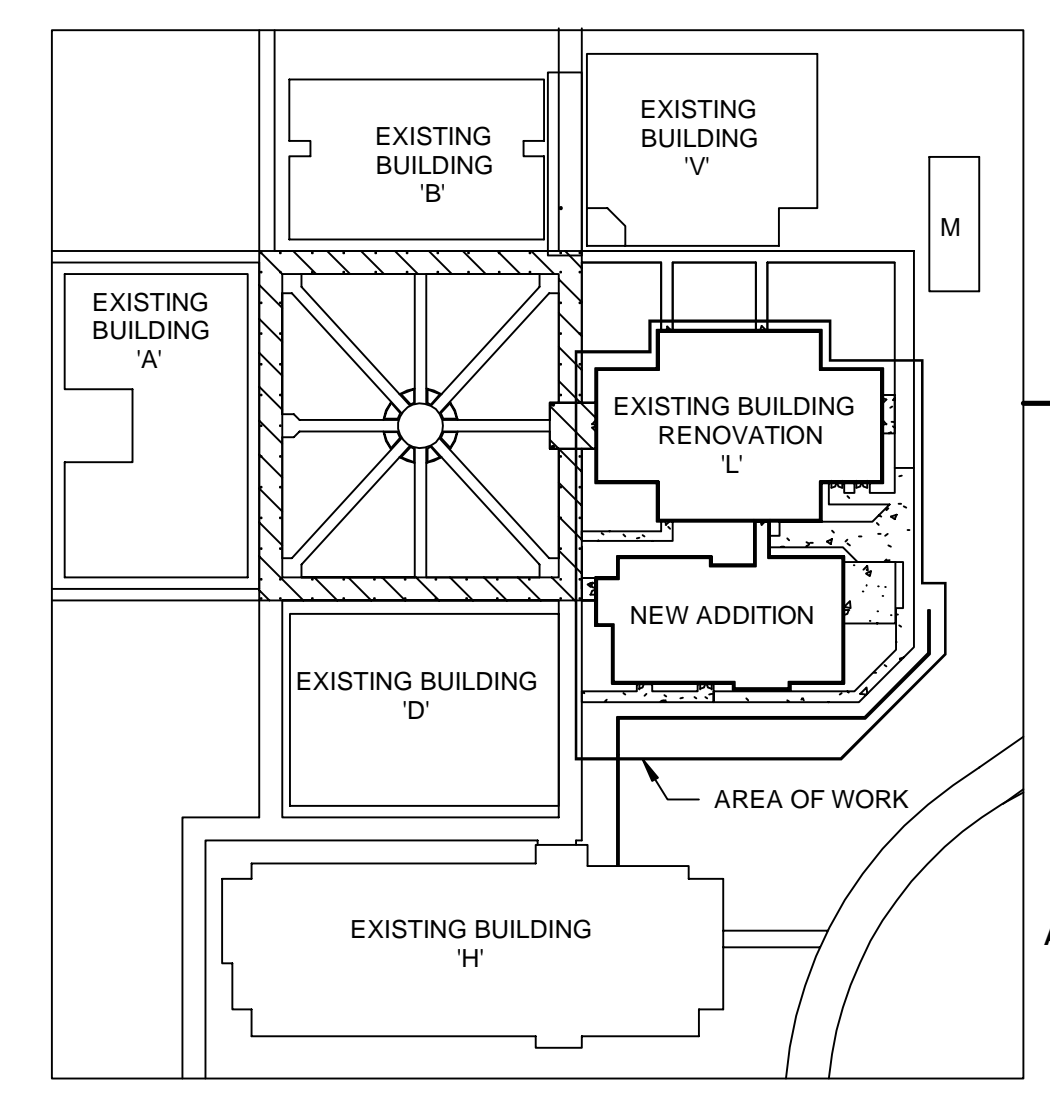 EXISTING
BUILDING
'B'
EXISTING
BUILDING
'V'
M
EXISTING
BUILDING
'A'
EXISTING BUILDING
RENOVATION
'L'
NEW ADDITION
EXISTING BUILDING
'D'
AREA OF WORK
EXISTING BUILDING
'H'